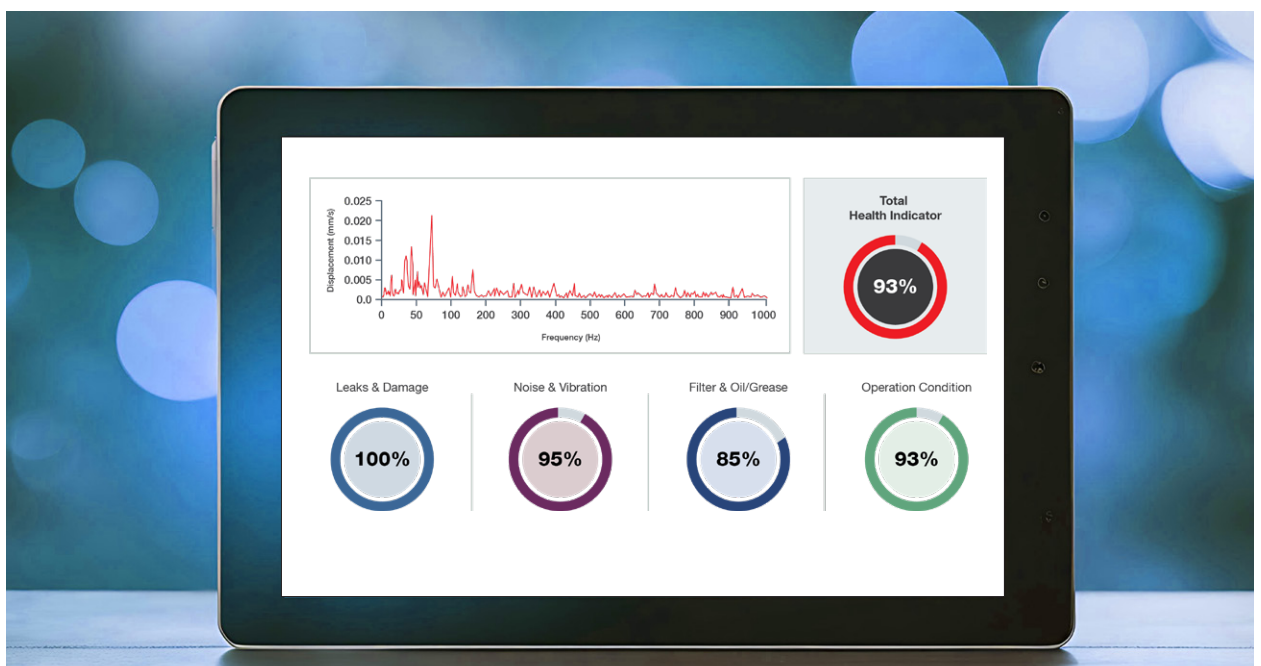 0.025
0.020
0.015
0.010
0.005
0.0
Displacement (mm/s)
0 50 100 200 300 400 500 600 700 800 900 1000
Frequency (Hz)
Total
Health Indicator
93%
Leaks & Damage
Noise & Vibration
Filter & Oil/Grease
Operation Condition
100%
95%
85%
93%